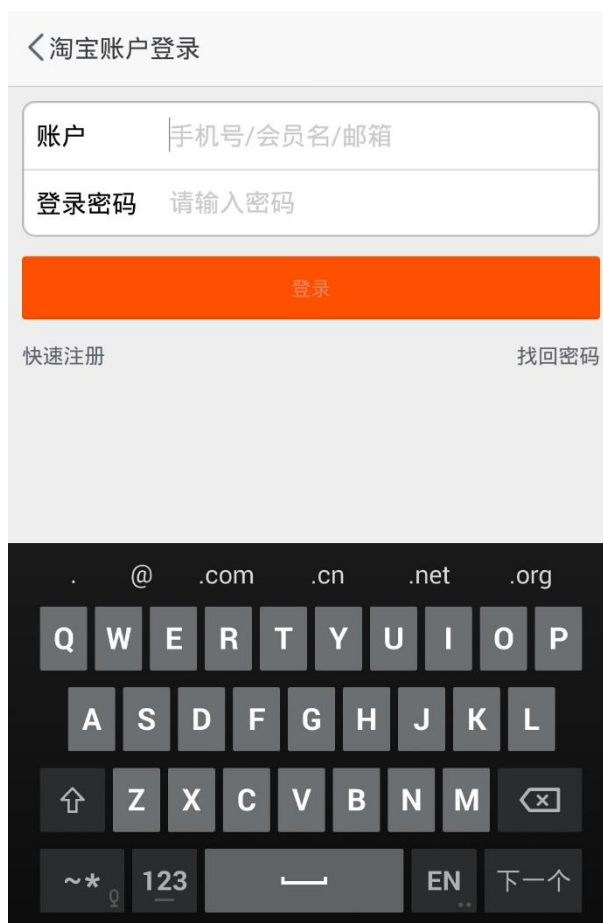 淘宝账户登录
账户 手机号/会员名/邮箱
登录密码 请输入密码
登录
快速注册 找回密码
. @ .com .cn .net .org
Q W E R T Y U I O P
A S D F G H J K L
Z X C V B N M
~* 123 EN 下一个